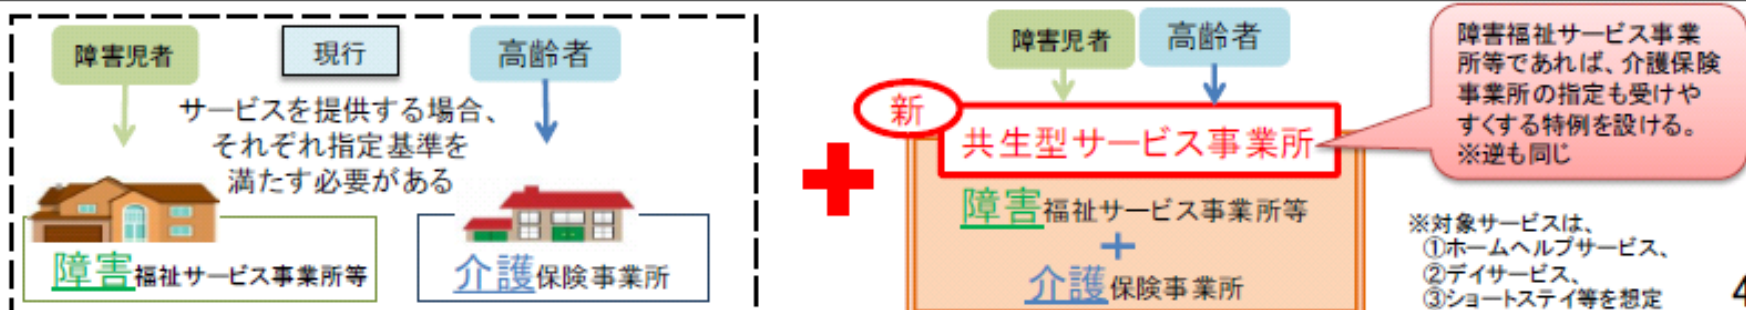 障害児者
現行
高齢者
サービスを提供する場合、
それぞれ指定基準を
満たす必要がある
障害福祉サービス事業所等
介護保険事業所
障害児者
高齢者
新
共生型サービス事業所
障害福祉サービス事業所等
+
介護保険事業所
障害福祉サービス事業
所等であれば、介護保険
事業所の指定も受けや
すくする特例を設ける。
※逆も同じ
※対象サービスは、
①ホームヘルプサービス、
②デイサービス、
③ショートステイ等を想定
4